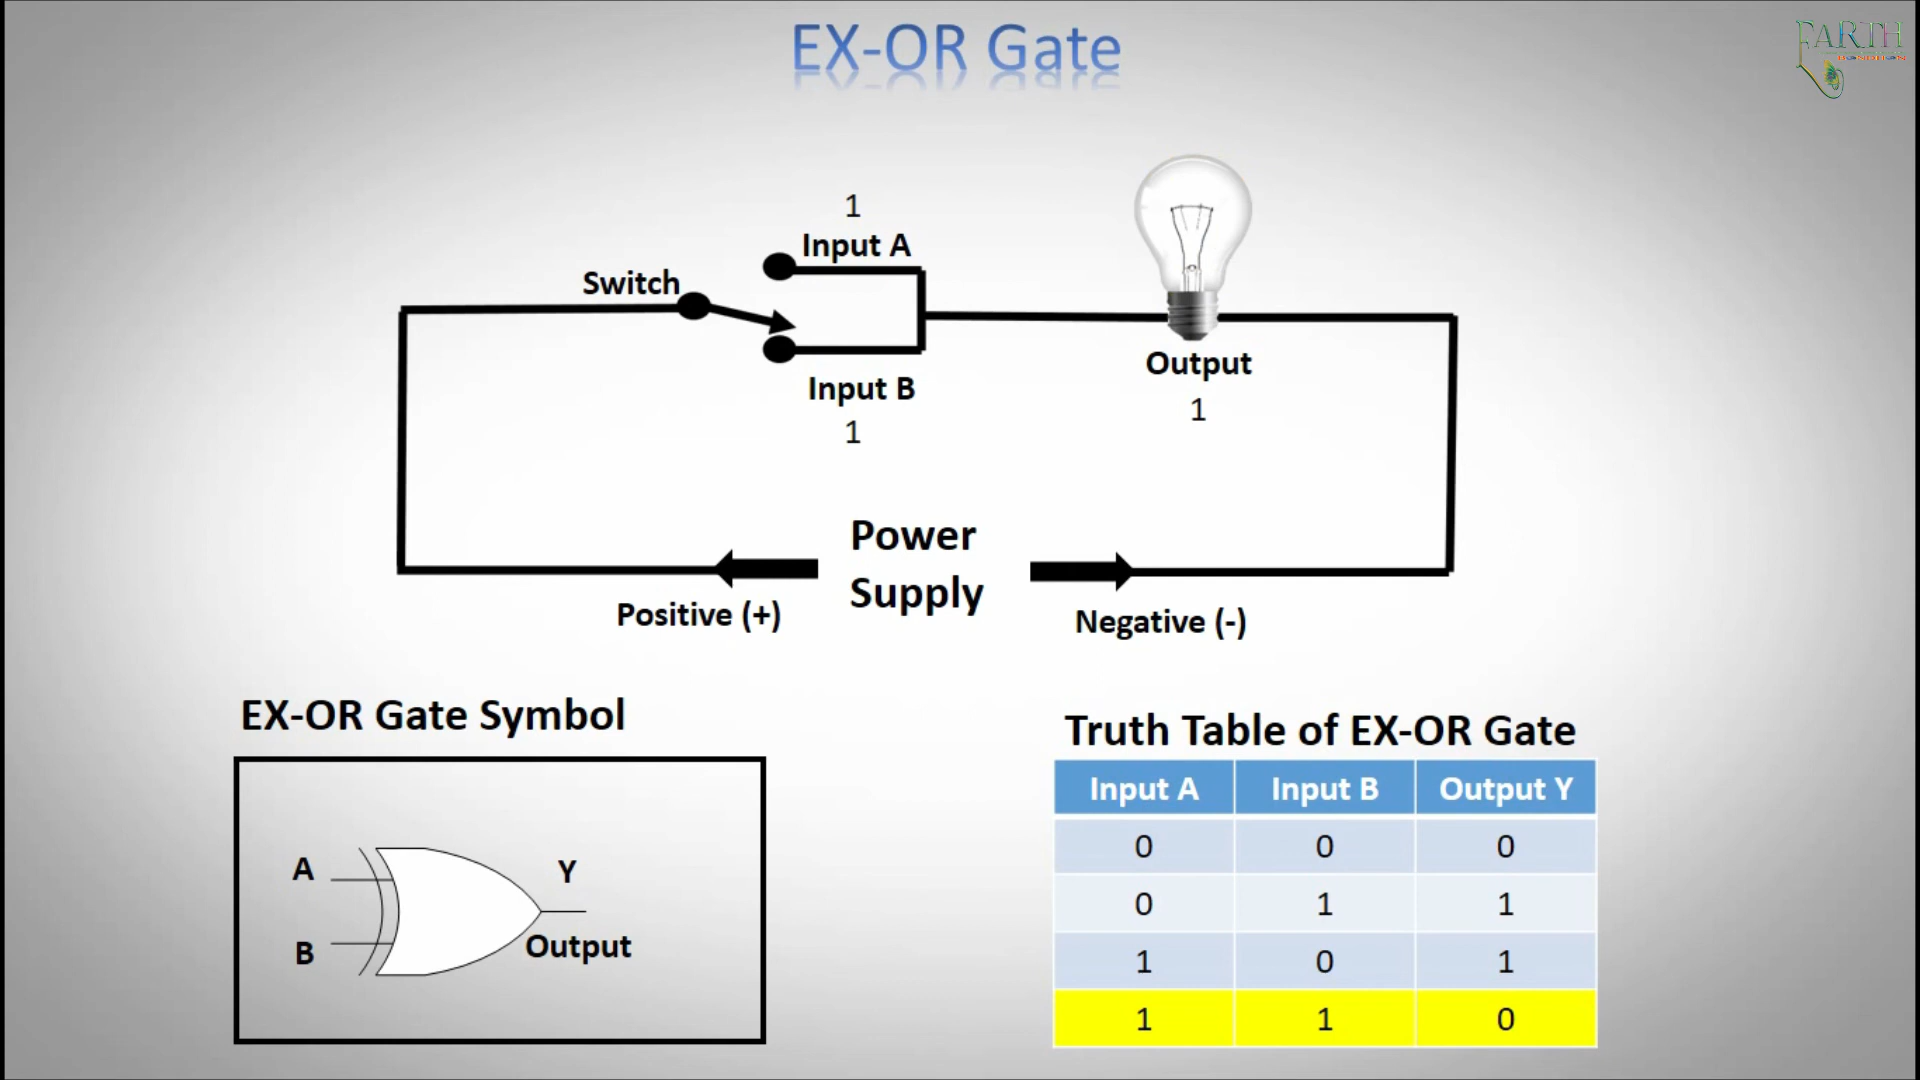 EX-OR Gate
EARTH
BONDHON
1
Input A
Switch
Input B
1
Output
1
Power
Supply
Positive (+)
Negative (-)
EX-OR Gate Symbol
A
B
Y
Output
Truth Table of EX-OR Gate
Input A Input B Output Y
0 0 0
0 1 1
1 0 1
1 1 0